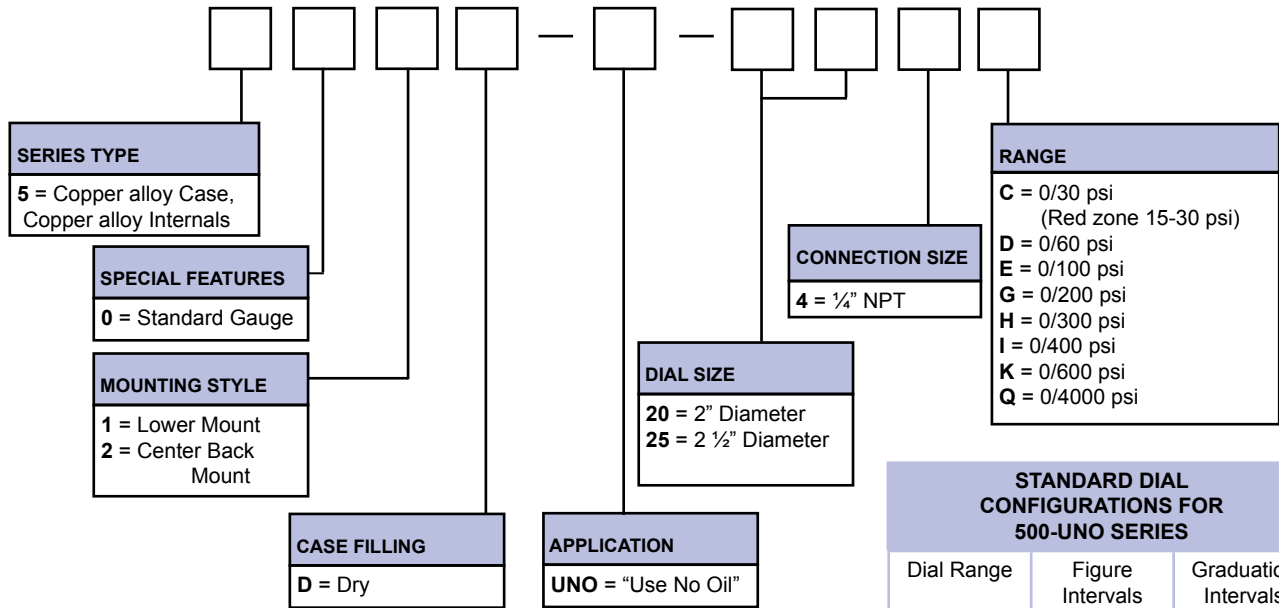 SERIES TYPE
5 = Copper alloy Case,
Copper alloy Internals
SPECIAL FEATURES
0 = Standard Gauge
MOUNTING STYLE
1 = Lower Mount
2 = Center Back
Mount
CASE FILLING
D = Dry
APPLICATION
UNO = “Use No Oil”
DIAL SIZE
20 = 2” Diameter
25 = 2 ½” Diameter
CONNECTION SIZE
4 = ¼” NPT
RANGE
C = 0/30 psi
(Red zone 15-30 psi)
D = 0/60 psi
E = 0/100 psi
G = 0/200 psi
H = 0/300 psi
I = 0/400 psi
K = 0/600 psi
Q = 0/4000 psi
STANDARD DIAL
CONFIGURATIONS FOR
500-UNO SERIES
Dial Range
Figure
Intervals
Graduatio
Intervals